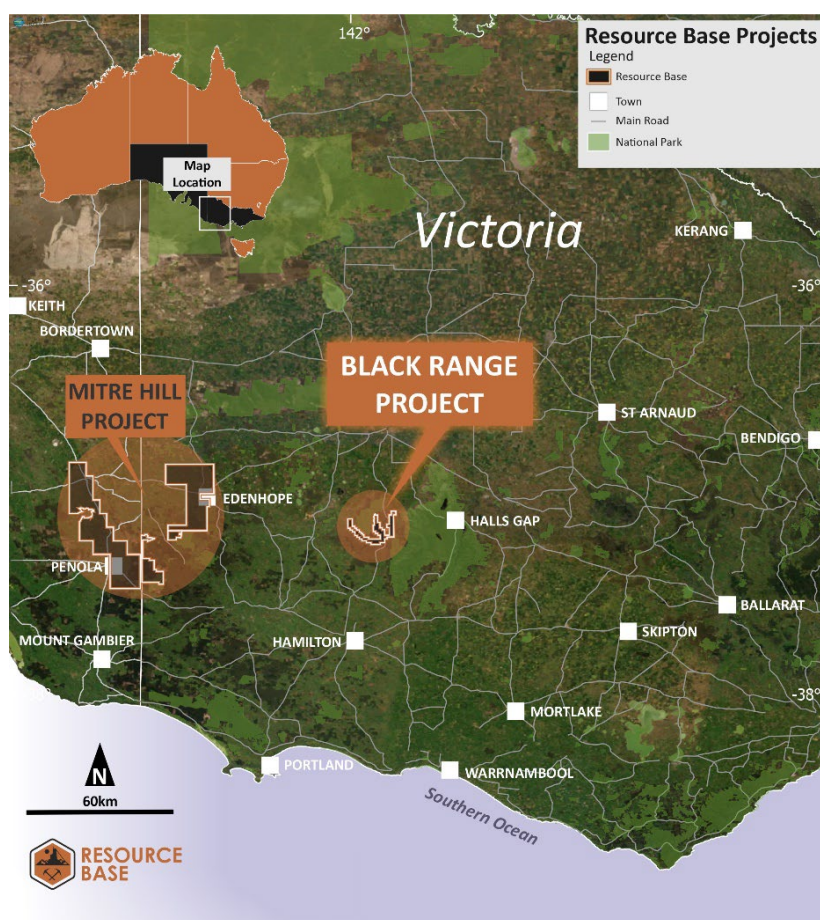 142°
Resource Base Projects
Legend
Resource Base
Town
Main Road
National Park
Map
Location
Victoria
KERANG
-36°
-36°
KEITH
BORDERTOWN
BLACK RANGE
PROJECT
MITRE HILL
PROJECT
ST ARNAUD
BENDIGO
EDENHOPE
HALLS GAP
PENOLA
BALLARAT
SKIPTON
HAMILTON
MOUNT GAMBIER
-38°
MORTLAKE
PORTLAND
WARRNAMBOOL
Southern Ocean
N
60km
RESOURCE
BASE